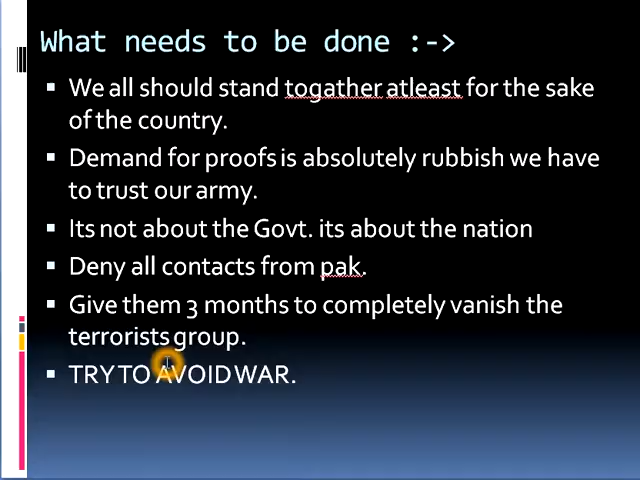 What needs to be done :->
We all should stand togather atleast for the sake
of the country.
Demand for proofs is absolutely rubbish we have
to trust our army.
Its not about the Govt. its about the nation
Deny all contacts from pak.
Give them 3 months to completely vanish the
terrorists group.
TRY TO AVOID WAR.